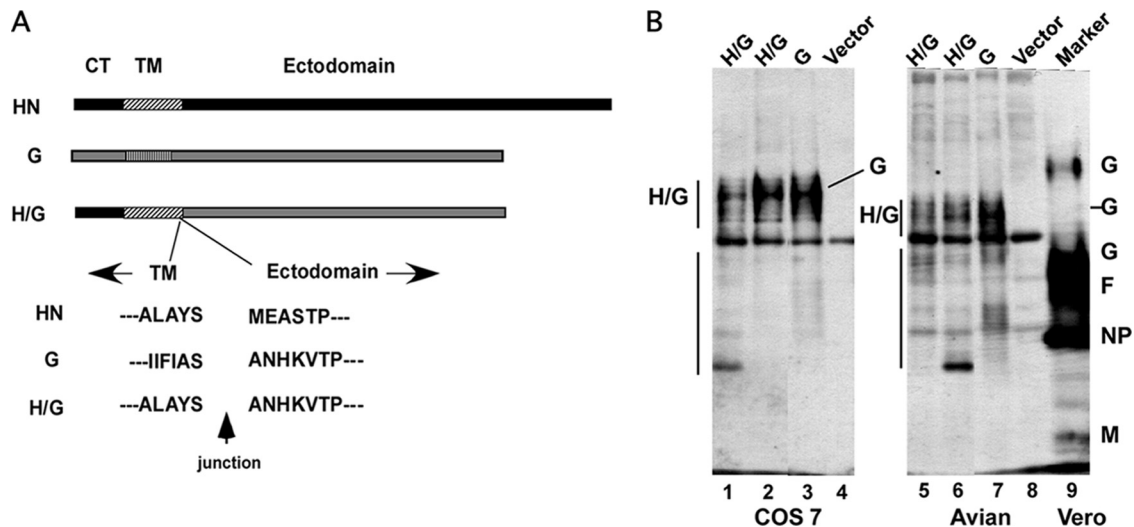 A
CT TM Ectodomain
HN
G
H/G
TM Ectodomain
HN ---ALAYS MEASTP---
G ---IIFIAS ANHKVTP---
H/G ---ALAYS ANHKVTP---
junction
B
H/G H/G G Vector
H/G G Vector Marker
H/G
G
H/G
G
G
G
F
NP
M
1 2 3 4
COS 7
5 6 7 8 9
Avian Vero